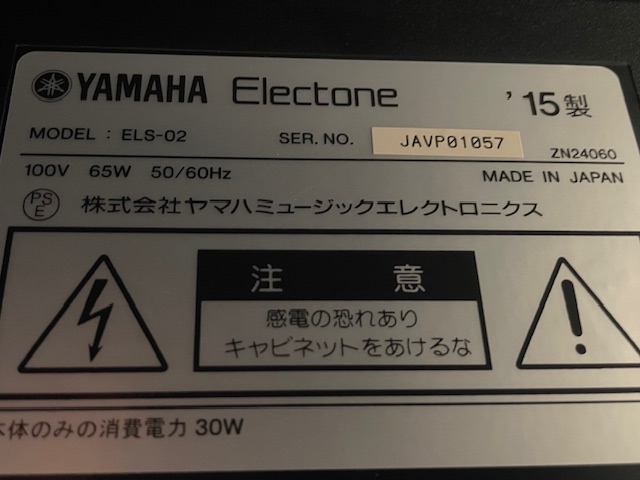 YAMAHA Electone '15製
MODEL : ELS-02 SER. NO. JAVP01057 ZN24060
100V 65W 50/60Hz MADE IN JAPAN
PSE 株式会社ヤマハミュージックエレクトロニクス
注 意
感電の恐れあり
キャビネットをあけるな
本体のみの消費電力 30W